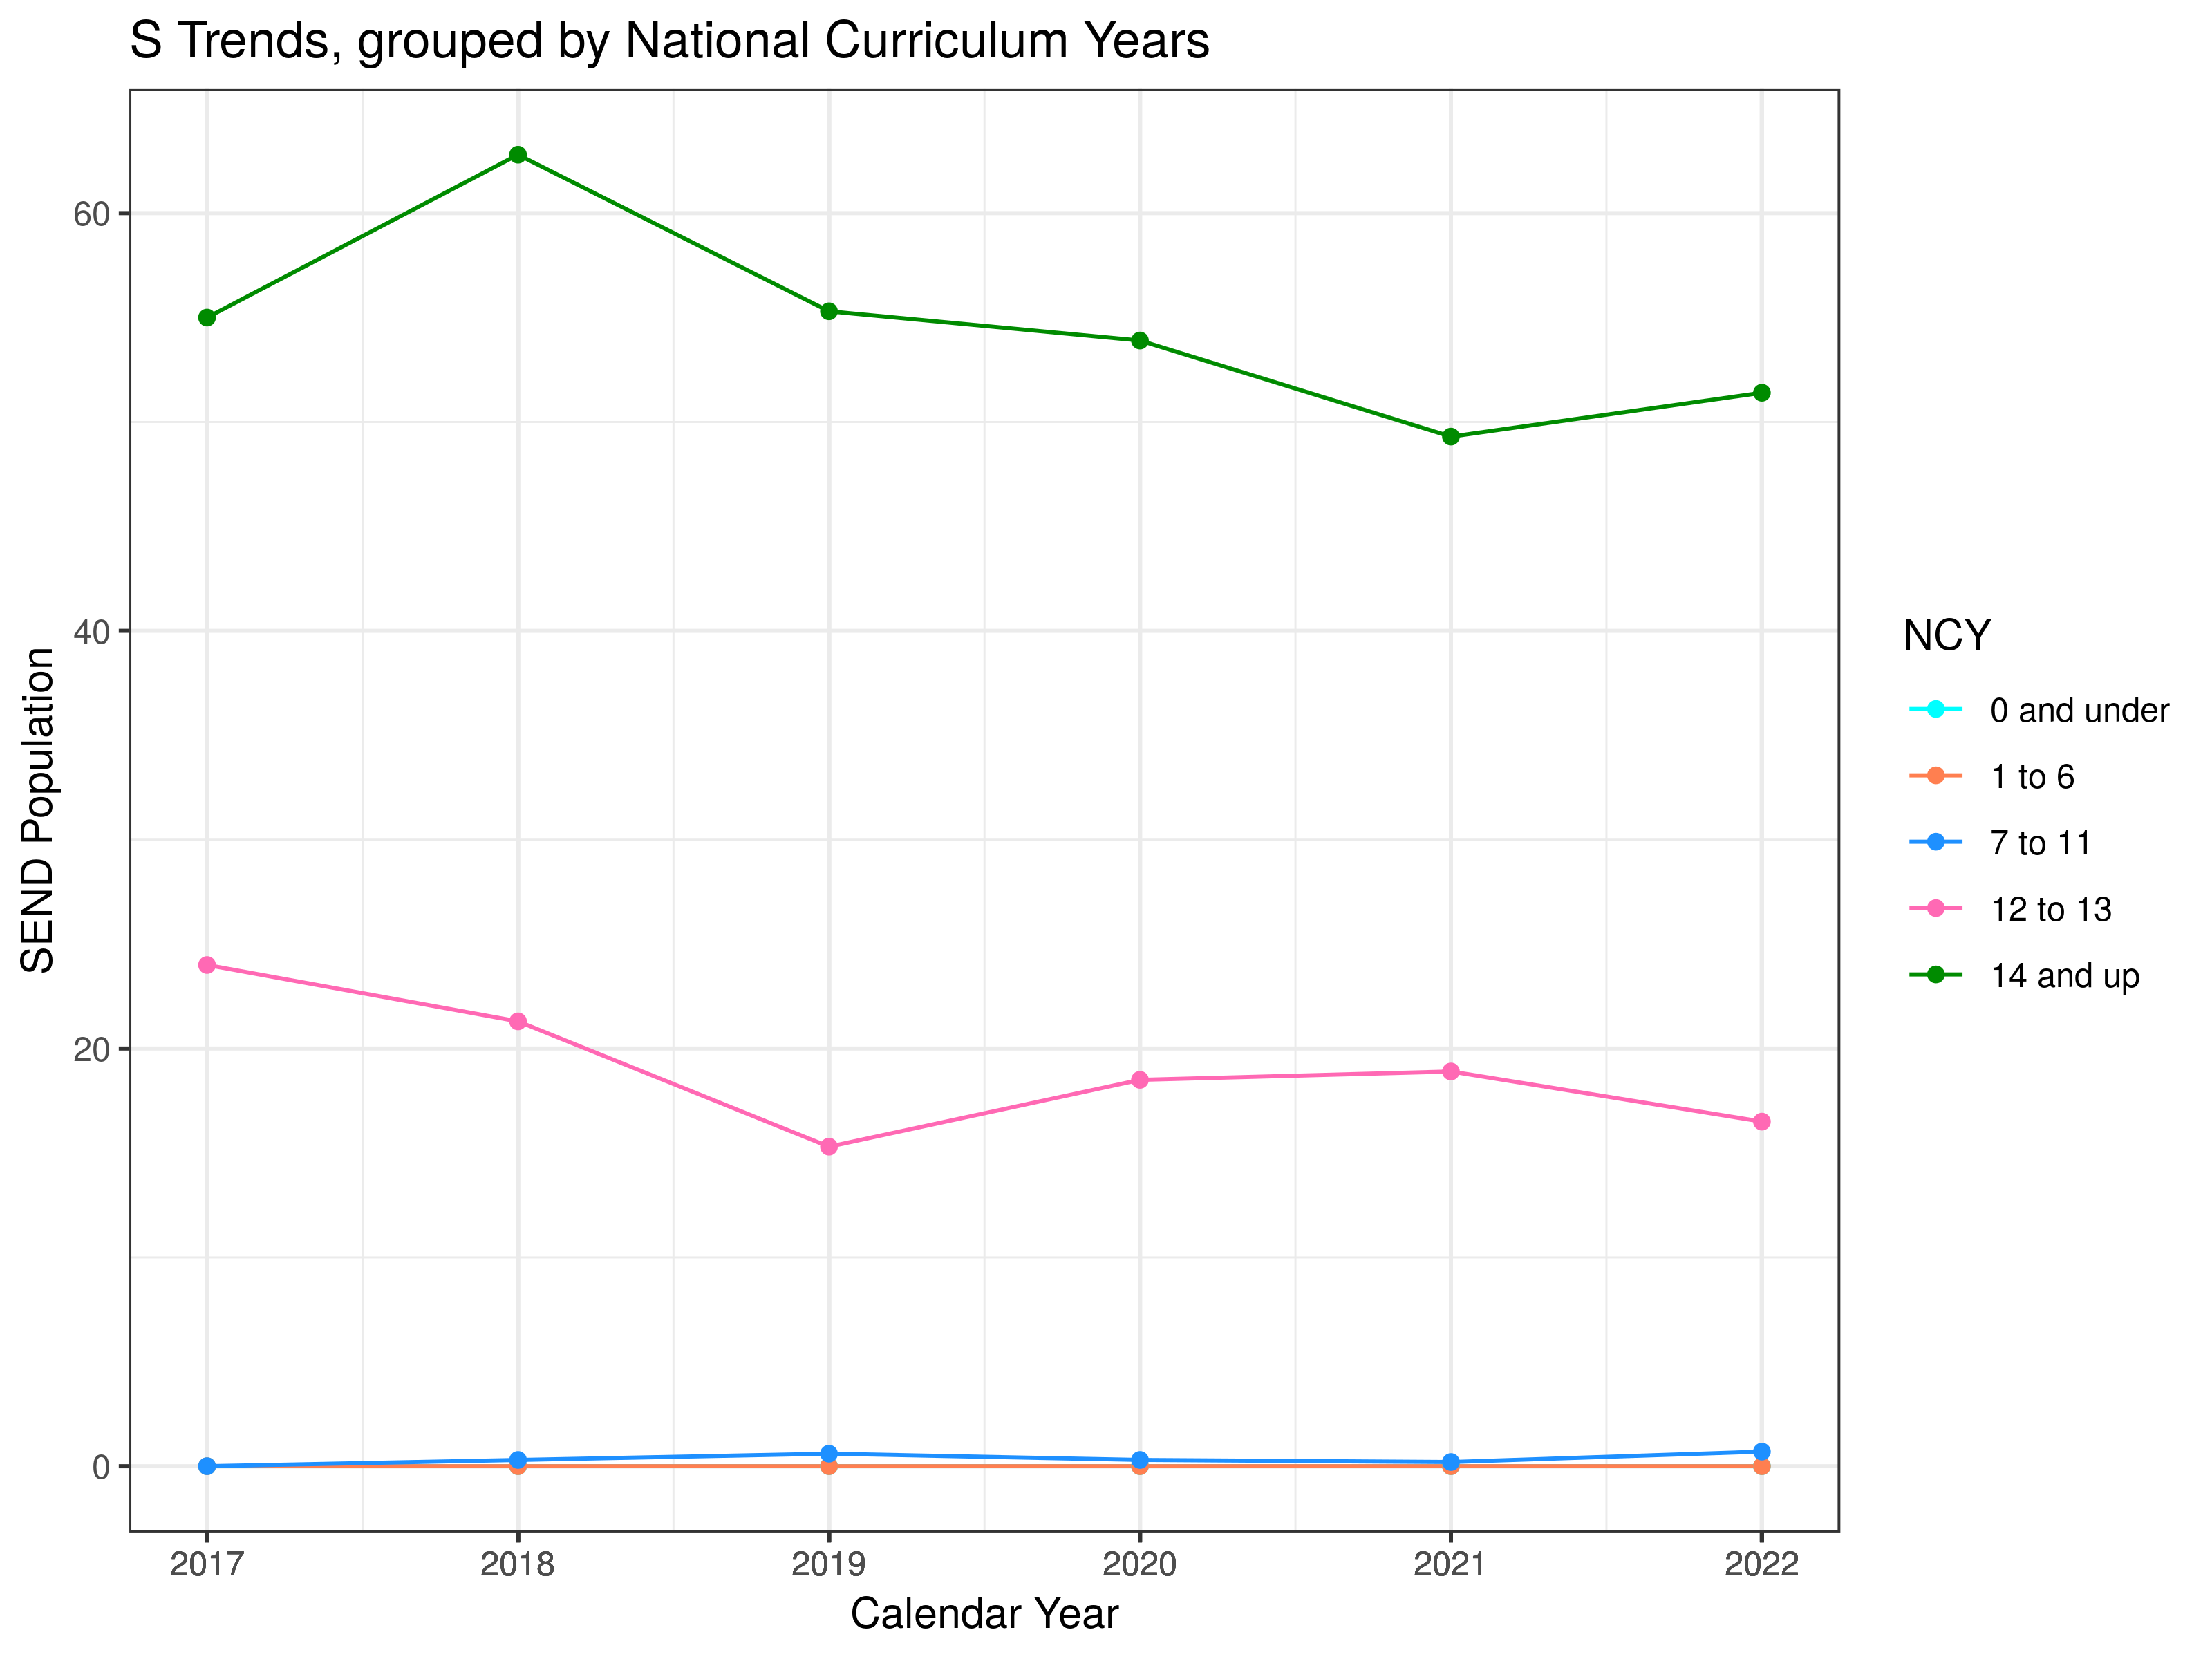 S Trends, grouped by National Curriculum Years
SEND Population
60
40
20
0
2017 2018 2019 2020 2021 2022
Calendar Year
NCY
0 and under
1 to 6
7 to 11
12 to 13
14 and up